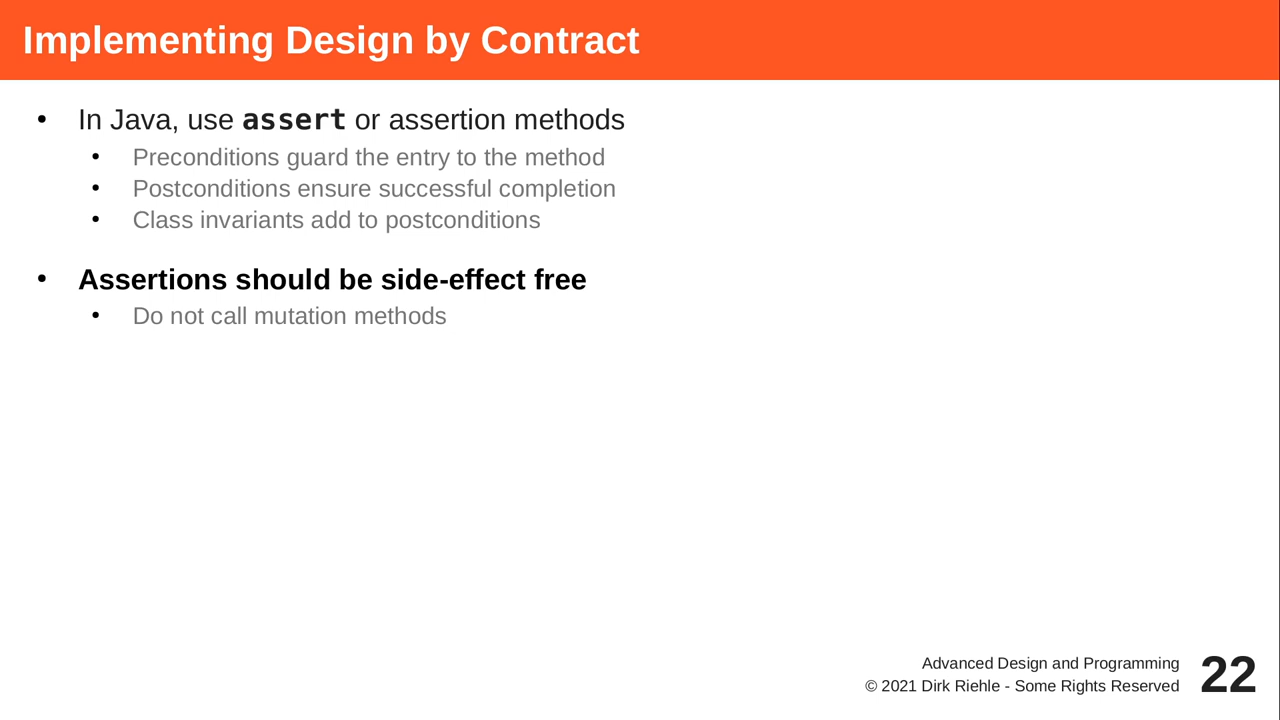 Implementing Design by Contract
• In Java, use assert or assertion methods
• Preconditions guard the entry to the method
• Postconditions ensure successful completion
• Class invariants add to postconditions
• Assertions should be side-effect free
• Do not call mutation methods
Advanced Design and Programming
© 2021 Dirk Riehle - Some Rights Reserved
22